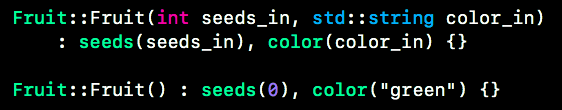 Fruit::Fruit(int seeds_in, std::string color_in)
    : seeds(seeds_in), color(color_in) {}

Fruit::Fruit() : seeds(0), color("green") {}